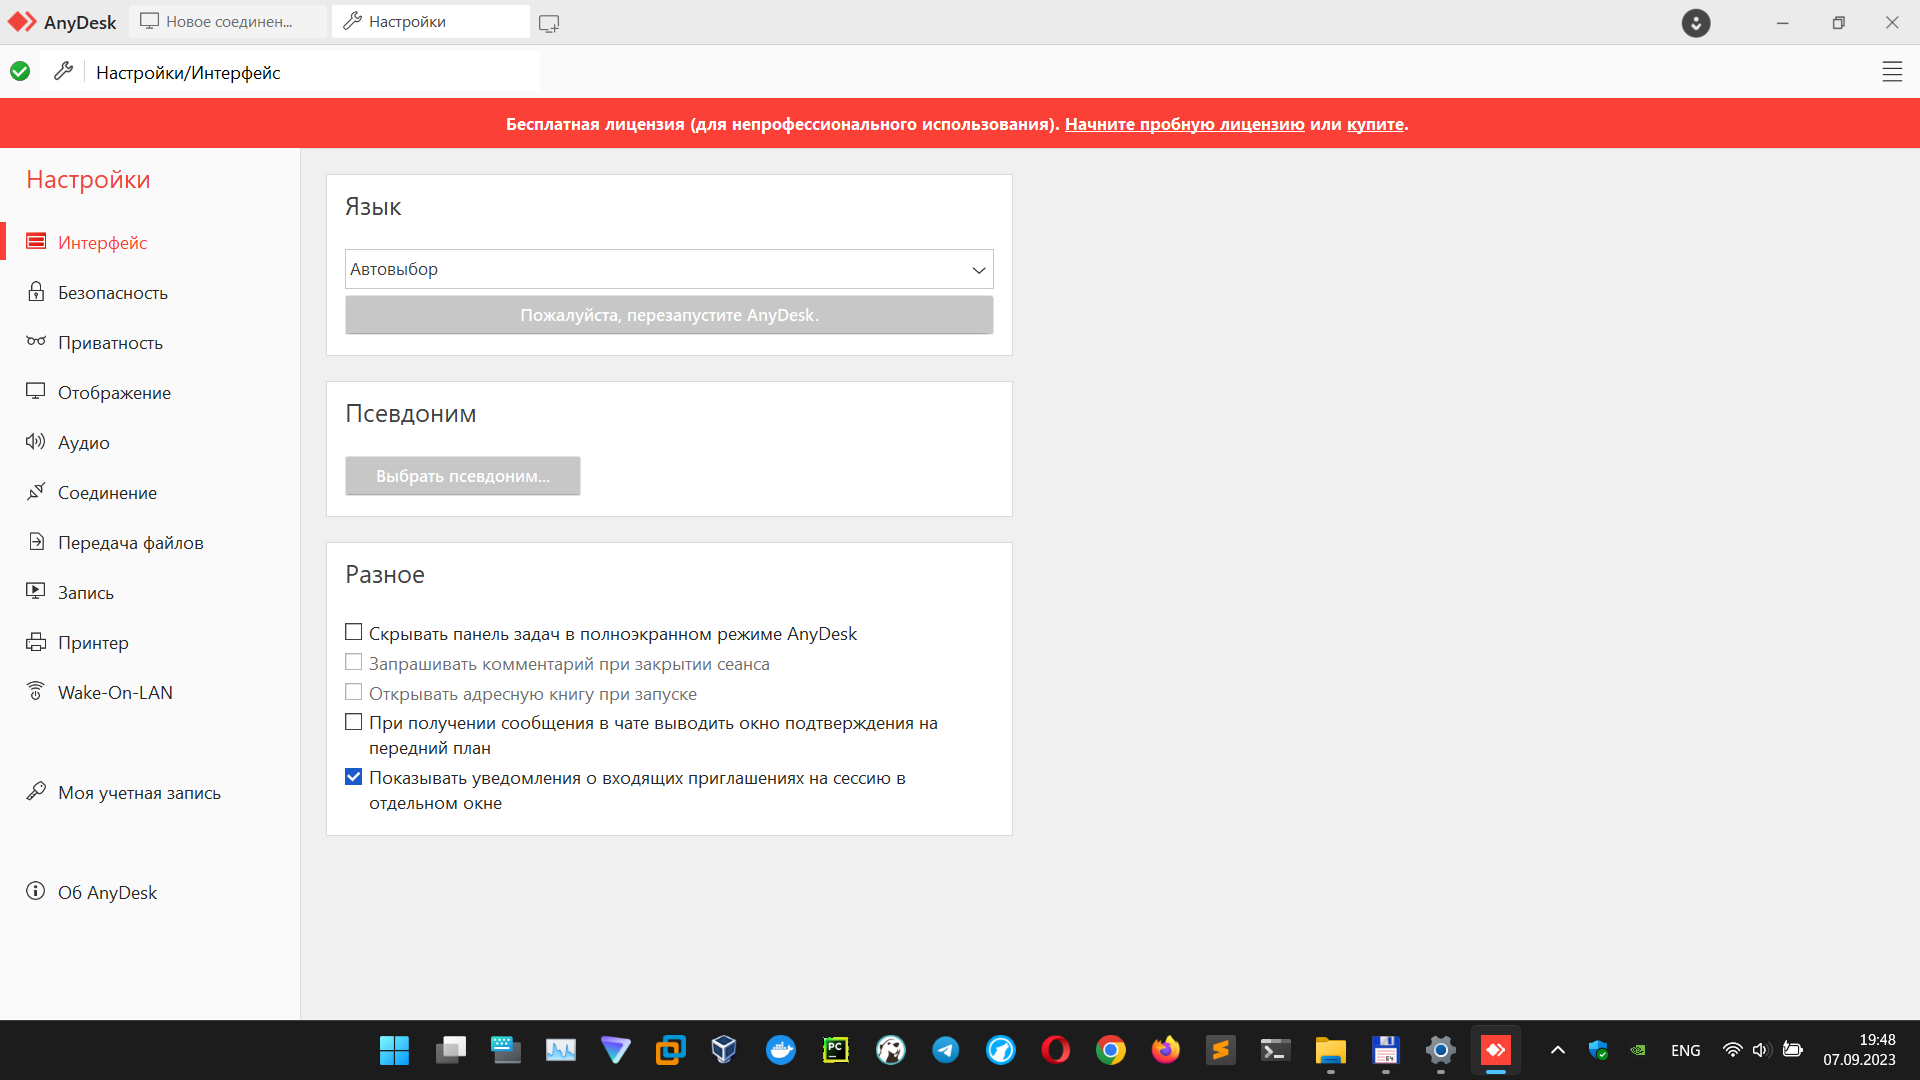 AnyDesk
Новое соединен...
Настройки
Настройки/Интерфейс
Бесплатная лицензия (для непрофессионального использования). Начните пробную лицензию или купите.
Настройки
Интерфейс
Безопасность
Приватность
Отображение
Аудио
Соединение
Передача файлов
Запись
Принтер
Wake-On-LAN
Моя учетная запись
Об AnyDesk
Язык
Автовыбор
Пожалуйста, перезапустите AnyDesk.
Псевдоним
Выбрать псевдоним...
Разное
Скрывать панель задач в полноэкранном режиме AnyDesk
Запрашивать комментарий при закрытии сеанса
Открывать адресную книгу при запуске
При получении сообщения в чате выводить окно подтверждения на
передний план
Показывать уведомления о входящих приглашениях на сессию в
отдельном окне
PC
64
ENG
19:48
07.09.2023